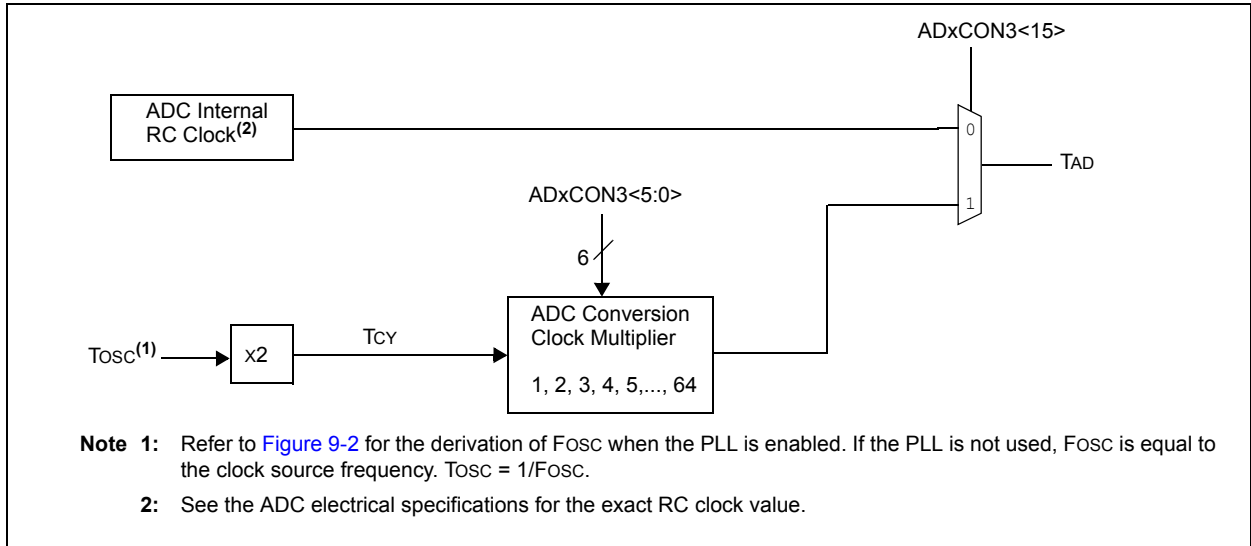 ADxCON3<15>
ADC Internal
RC Clock(2)
0
TAD
ADxCON3<5:0>
1
6
ADC Conversion
Clock Multiplier
TOSC(1)
X2
TCY
1, 2, 3, 4, 5,..., 64
Note 1: Refer to Figure 9-2 for the derivation of FOSC when the PLL is enabled. If the PLL is not used, FOSC is equal to
the clock source frequency. TOSC = 1/FOSC.
2: See the ADC electrical specifications for the exact RC clock value.